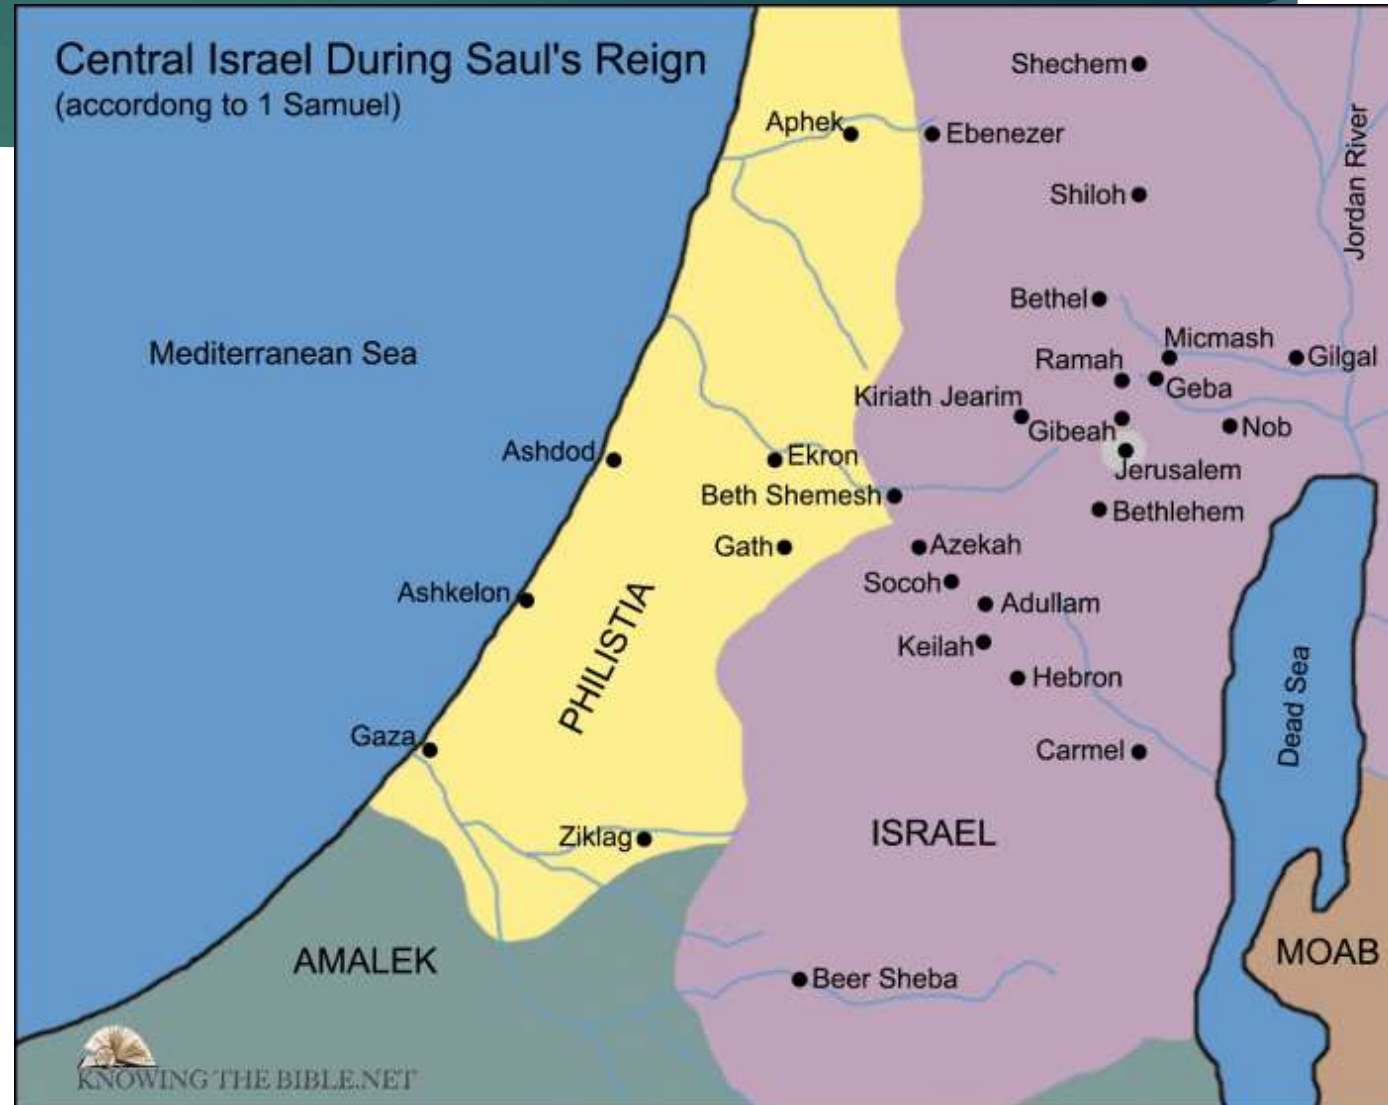 Central Israel During Saul's Reign
(accordong to 1 Samuel)
Shechem
Aphek
Ebenezer
Jordan River
Shiloh
Bethel
Mediterranean Sea
Micmash
Ramah
Gilgal
Geba
Kiriath Jearim
Gibeah
Nob
Ashdod
Ekron
Jerusalem
Beth Shemesh
Bethlehem
Gath
Azekah
Socoh
Ashkelon
Adullam
PHILISTIA
Keilah
Hebron
Dead Sea
Gaza
Carmel
Ziklag
ISRAEL
AMALEK
MOAB
Beer Sheba
KNOWING THE BIBLE.NET